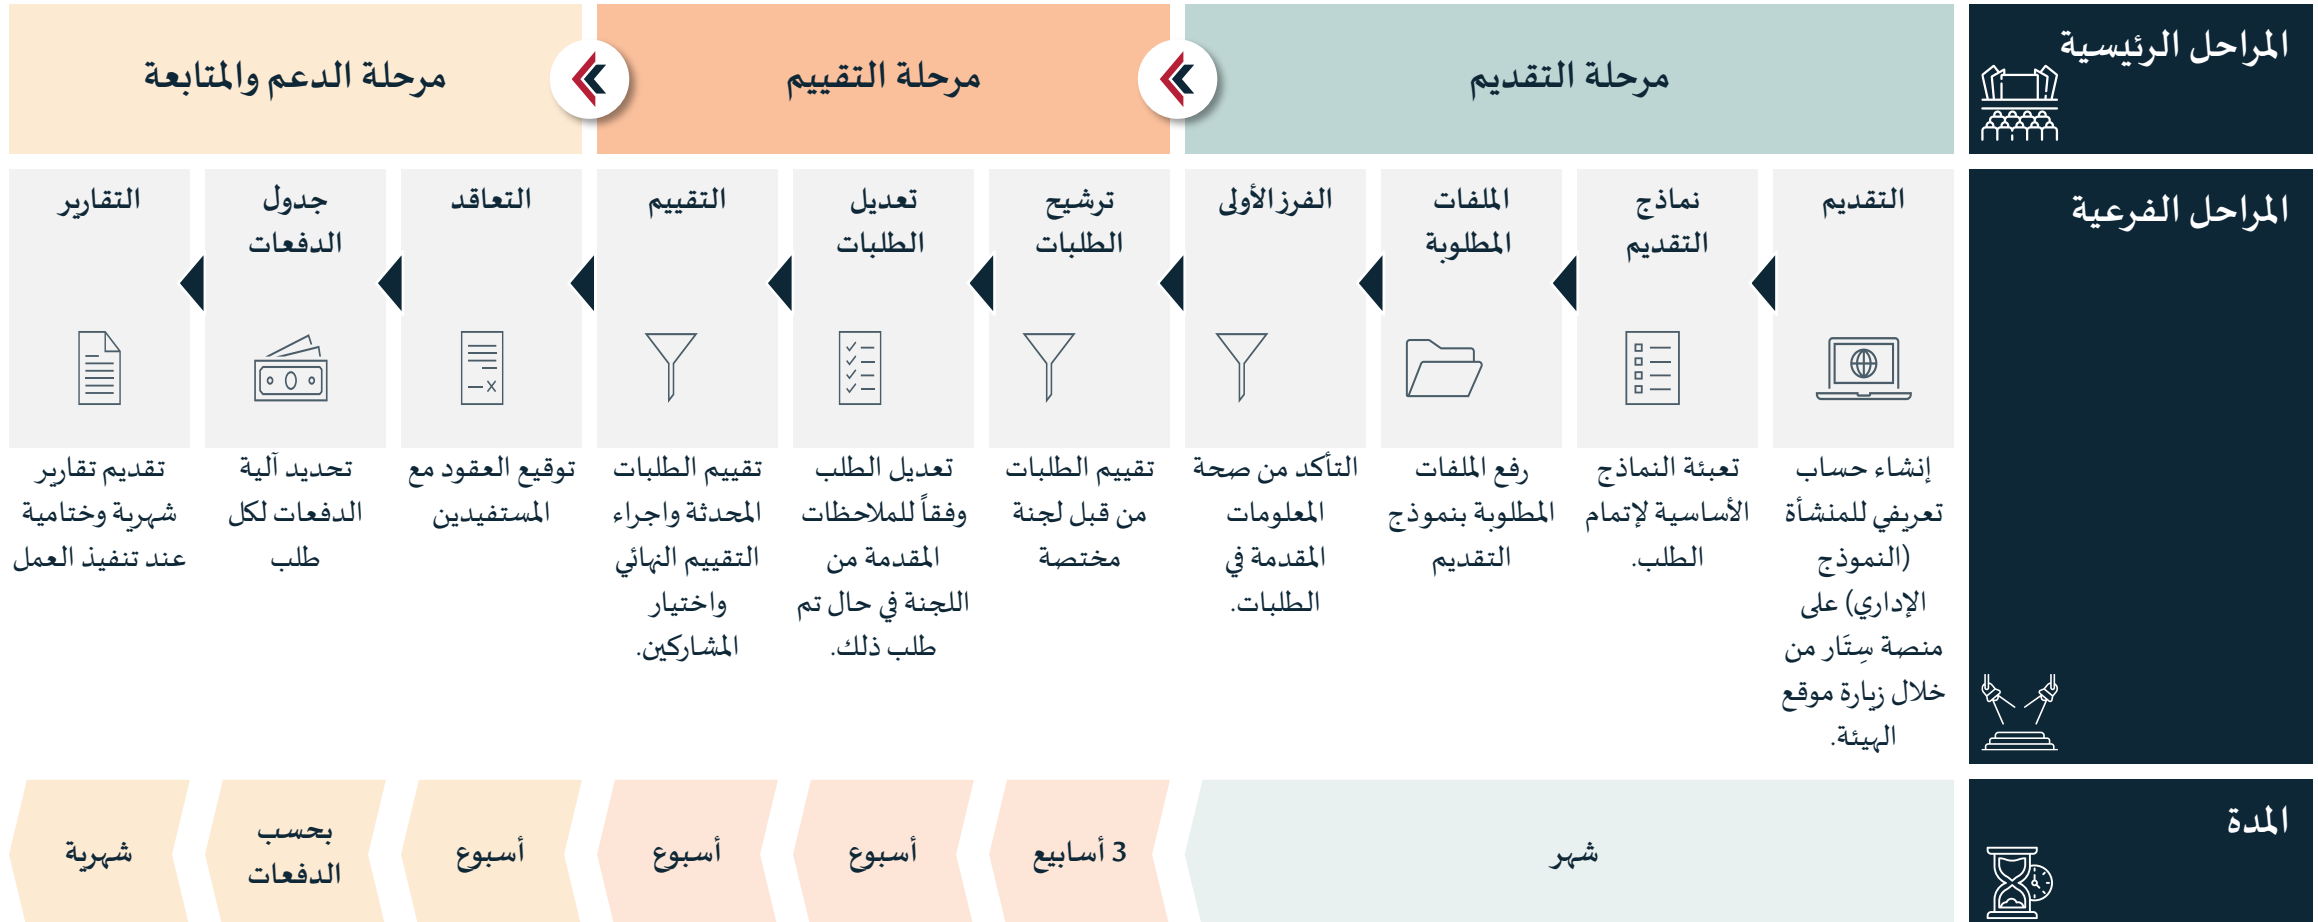 المراحل الرئيسية
مرحلة التقديم
مرحلة التقييم
مرحلة الدعم والمتابعة
المراحل الفرعية
التقديم
إنشاء حساب
تعريفي للمنشأة
(النموذج
الإداري) على
منصة سِتَار من
خلال زيارة موقع
الهيئة.
نماذج
التقديم
تعبئة النماذج
الأساسية لإتمام
الطلب.
الملفات
المطلوبة
رفع الملفات
المطلوبة بنموذج
التقديم
الفرز الأولى
التأكد من صحة
المعلومات
المقدمة في
الطلبات.
ترشيح
الطلبات
تقييم الطلبات
من قبل لجنة
مختصة
تعديل
الطلبات
تعديل الطلب
وفقاً للملاحظات
المقدمة من
اللجنة في حال تم
طلب ذلك.
التقييم
تقييم الطلبات
المحدثة واجراء
التقييم النهائي
واختيار
المشاركين.
التعاقد
توقيع العقود مع
المستفيدين
جدول
الدفعات
تحديد آلية
الدفعات لكل
طلب
التقارير
تقديم تقارير
شهرية وختامية
عند تنفيذ العمل
المدة
شهر
3 أسابيع
أسبوع
أسبوع
أسبوع
بحسب
الدفعات
شهرية